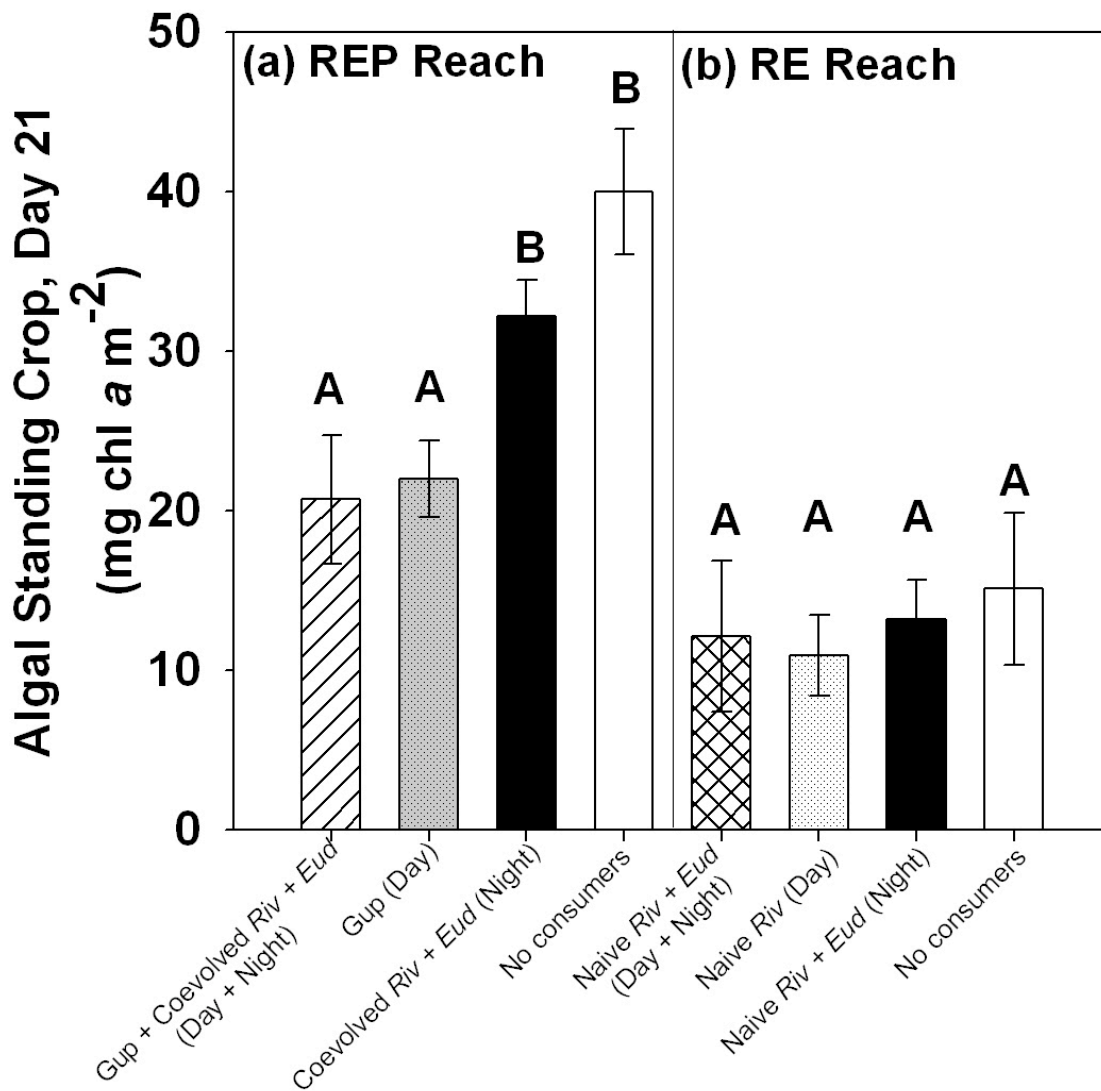 Algal Standing Crop, Day 21
(mg chl a m-2)
50
40
30
20
10
0
(a) REP Reach
(b) RE Reach
A
A
B
B
A
A
A
A
Gup + Coevolved Riv + Eud
(Day + Night)
Gup (Day)
Coevolved Riv + Eud (Night)
No consumers
Naive Riv + Eud
(Day + Night)
Naive Riv (Day)
Naive Riv + Eud (Night)
No consumers